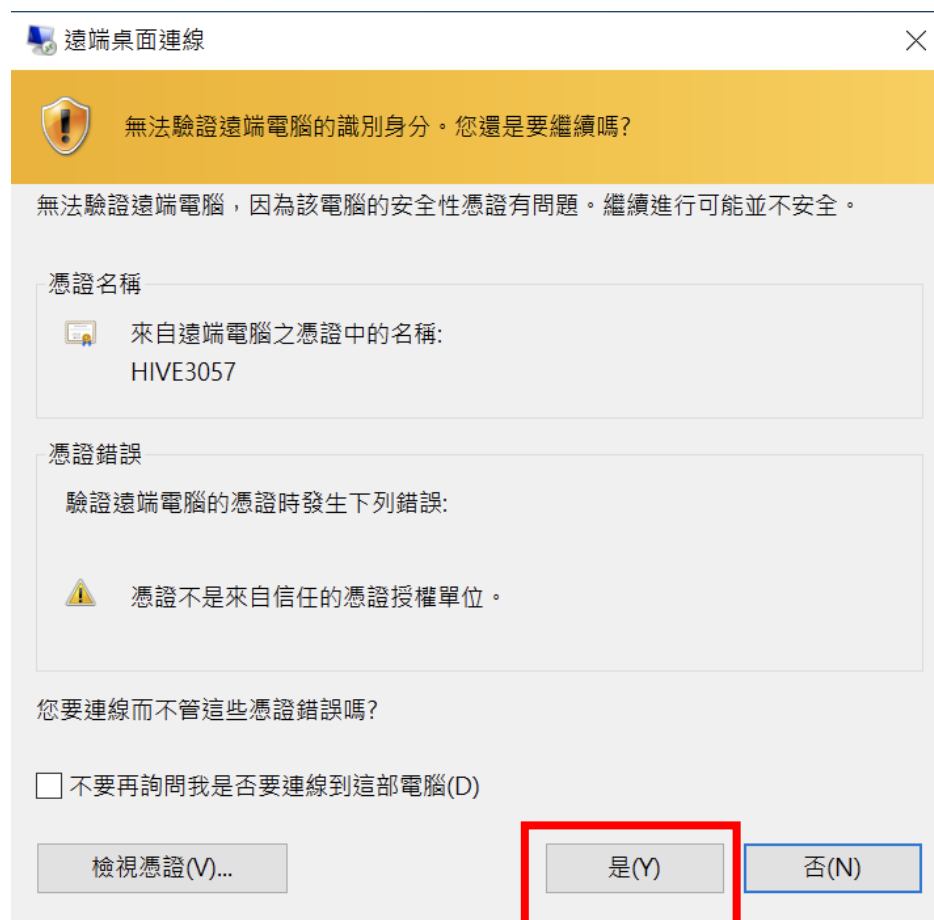 遠端桌面連線
無法驗證遠端電腦的識別身分。您還是要繼續嗎?
無法驗證遠端電腦，因為該電腦的安全性憑證有問題。繼續進行可能並不安全。
憑證名稱
來自遠端電腦之憑證中的名稱:
HIVE3057
憑證錯誤
驗證遠端電腦的憑證時發生下列錯誤:
憑證不是來自信任的憑證授權單位。
您要連線而不管這些憑證錯誤嗎?
不要再詢問我是否要連線到這部電腦(D)
檢視憑證(V)... 是(Y) 否(N)